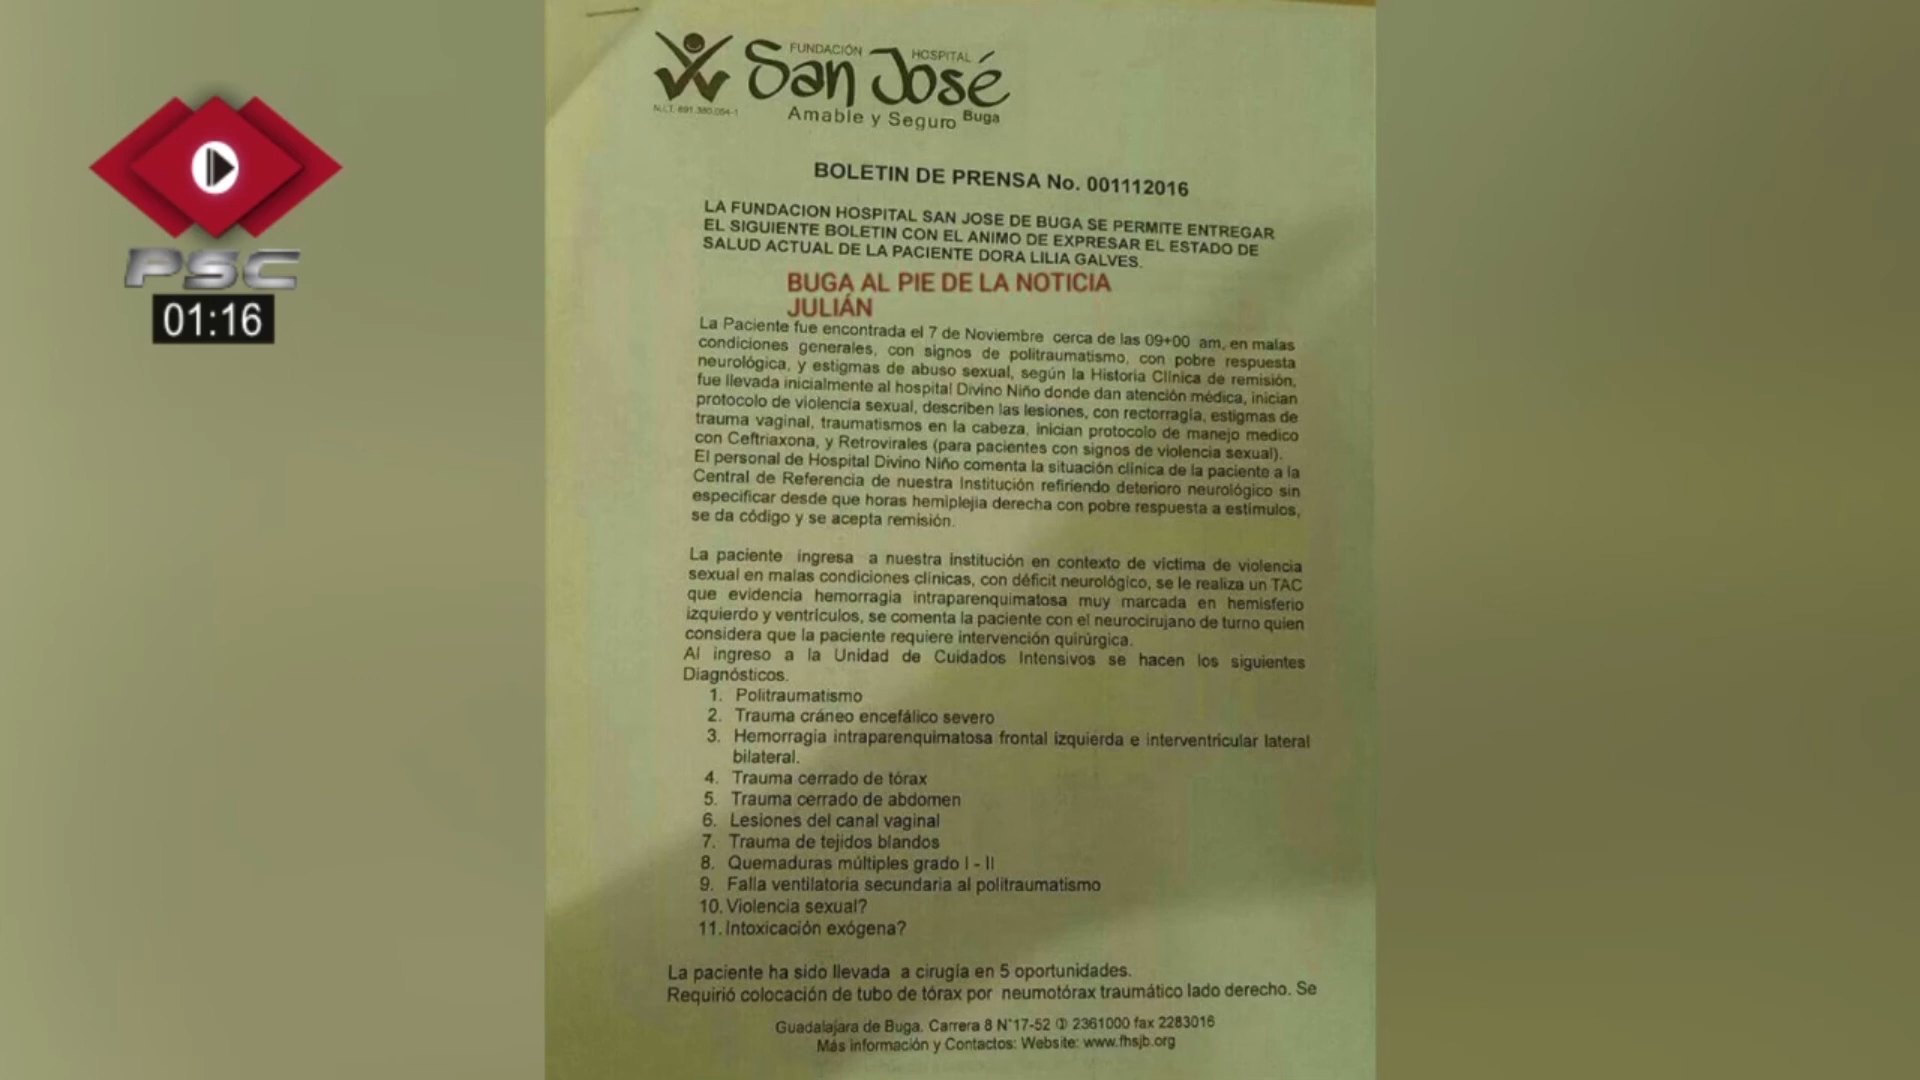 PSC
01:16
FUNDACIÓN HOSPITAL
San José
Amable y Seguro Buga
BOLETIN DE PRENSA No. 001112016
LA FUNDACION HOSPITAL SAN JOSE DE BUGA SE PERMITE ENTREGAR
EL SIGUIENTE BOLETIN CON EL ANIMO DE EXPRESAR EL ESTADO DE
SALUD ACTUAL DE LA PACIENTE DORA LILIA GALVES.
BUGA AL PIE DE LA NOTICIA
JULIÁN
La Paciente fue encontrada el 7 de Noviembre cerca de las 09+00 am, en malas
condiciones generales, con signos de politraumatismo, con pobre respuesta
neurológica, y estigmas de abuso sexual, según la Historia Clínica de remisión,
fue llevada inicialmente al hospital Divino Niño donde dan atención médica, inician
protocolo de violencia sexual, describen las lesiones, con rectorragia, estigmas de
trauma vaginal, traumatismos en la cabeza, inician protocolo de manejo medico
con Ceftriaxona, y Retrovirales (para pacientes con signos de violencia sexual).
El personal de Hospital Divino Niño comenta la situación clínica de la paciente a la
Central de Referencia de nuestra Institución refiriendo deterioro neurológico sin
especificar desde que horas hemiplejia derecha con pobre respuesta a estímulos,
se da código y se acepta remisión.
La paciente ingresa a nuestra institución en contexto de víctima de violencia
sexual en malas condiciones clínicas, con déficit neurológico, se le realiza un TAC
que evidencia hemorragia intraparenquimatosa muy marcada en hemisferio
izquierdo y ventrículos, se comenta la paciente con el neurocirujano de turno quien
considera que la paciente requiere intervención quirúrgica.
Al ingreso a la Unidad de Cuidados Intensivos se hacen los siguientes
Diagnósticos.
1. Politraumatismo
2. Trauma cráneo encefálico severo
3. Hemorragia intraparenquimatosa frontal izquierda e interventricular lateral
bilateral.
4. Trauma cerrado de tórax
5. Trauma cerrado de abdomen
6. Lesiones del canal vaginal
7. Trauma de tejidos blandos
8. Quemaduras múltiples grado I - II
9. Falla ventilatoria secundaria al politraumatismo
10. Violencia sexual?
11. Intoxicación exógena?
La paciente ha sido llevada a cirugía en 5 oportunidades.
Requirió colocación de tubo de tórax por neumotórax traumático lado derecho. Se
Guadalajara de Buga. Carrera 8 N°17-52 ✆ 2361000 fax 2283016
Más información y Contactos: Website: www.fhsjb.org